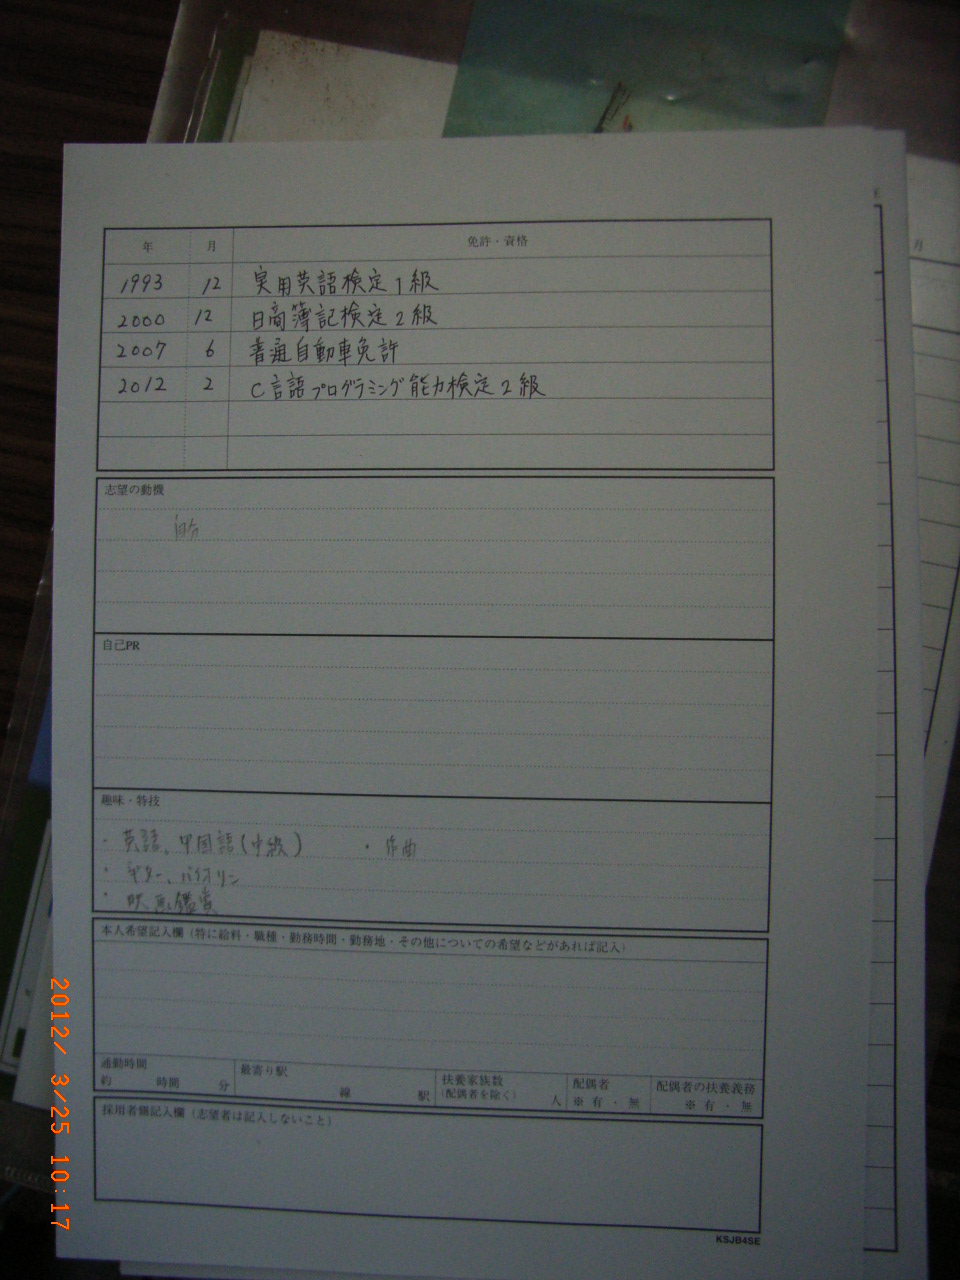 年 月 免許・資格
1993 12 実用英語検定1級
2000 12 日商簿記検定2級
2007 6 普通自動車免許
2012 2 C言語プログラミング能力検定2級
志望の動機
自分
自己PR
趣味・特技
・英語、中国語(中級) ・作曲
・ギター、バイオリン
・映画鑑賞
本人希望記入欄(特に給料・職種・勤務時間・勤務地・その他についての希望などがあれば記入)
通勤時間 最寄り駅 扶養家族数 配偶者 配偶者の扶養義務
約 時間 分 線 駅 (配偶者を除く) 人 ※ 有・無 ※ 有・無
採用者側記入欄(志望者は記入しないこと)
KSJB4SE
月
2012/ 3/25 10:17